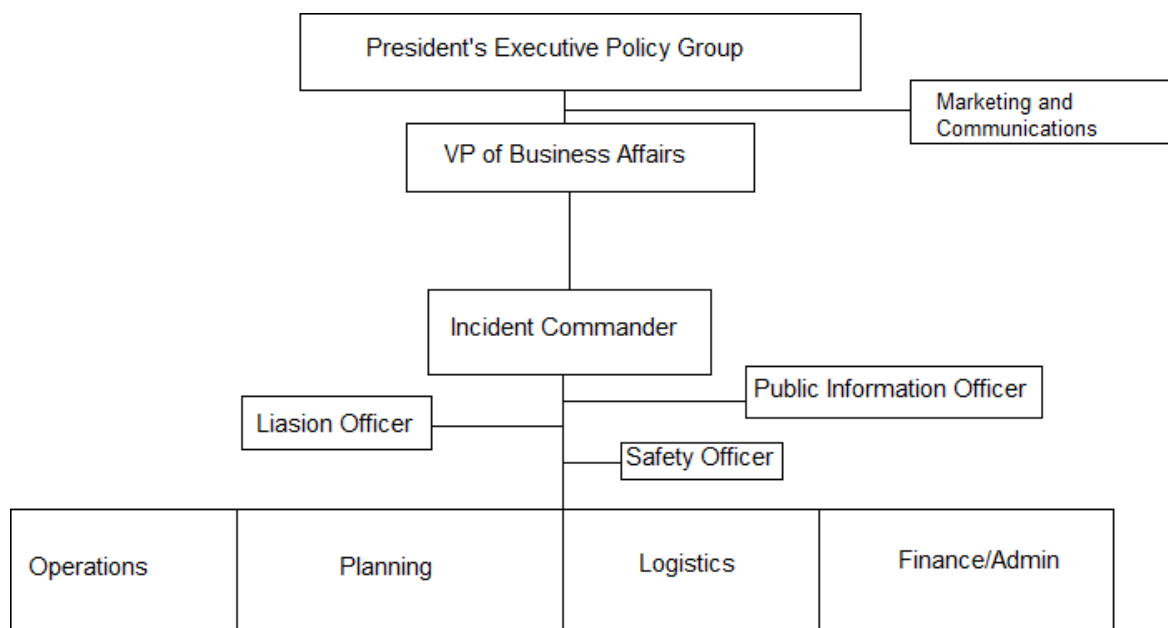 President's Executive Policy Group
Marketing and
Communications
VP of Business Affairs
Incident Commander
Public Information Officer
Liasion Officer
Safety Officer
Operations
Planning
Logistics
Finance/Admin